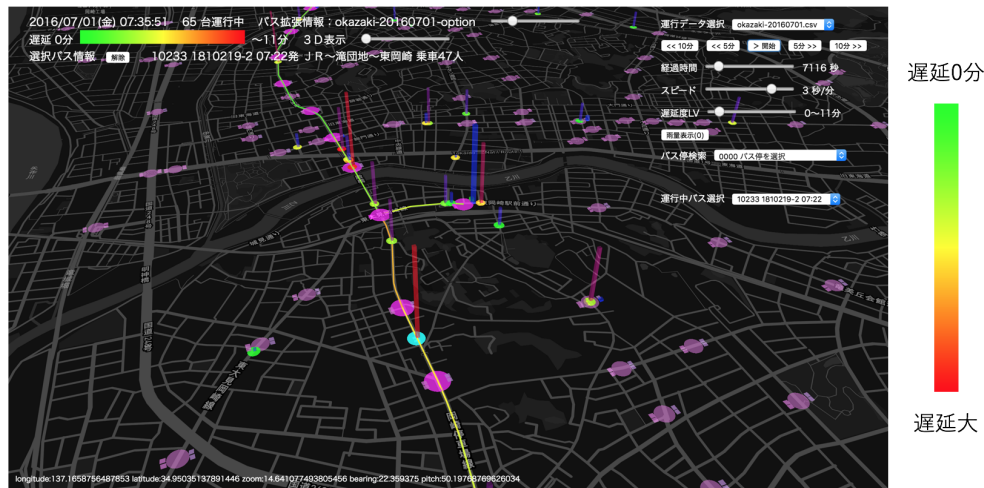 2016/07/01(金) 07:35:51 65 台運行中 バス拡張情報：okazaki-20160701-option
遅延 0分 ～11分 3D表示
選択バス情報 解除 10233 1810219-2 07:22発 JR～滝団地～東岡崎 乗車47人
運行データ選択 okazaki-20160701.csv
<< 10分 << 5分 > 開始 5分 >> 10分 >>
経過時間 7116 秒
スピード 3 秒/分
遅延度LV 0～11分
雨量表示(0)
バス停検索 0000 バス停を選択
運行中バス選択 10233 1810219-2 07:22
遅延0分
遅延大
乙川
乙川
longitude:137.1658756487853 latitude:34.95035137891446 zoom:14.641077493805456 bearing:22.359375 pitch:50.19768769626034